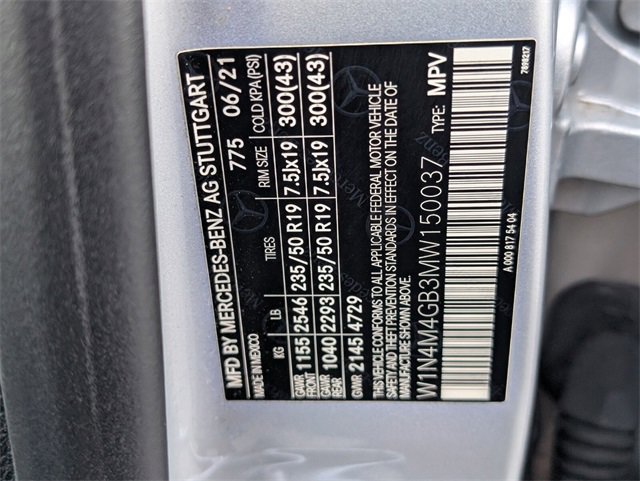 MFD BY MERCEDES-BENZ AG STUTTGART
MADE IN MEXICO 775 06/21
KG LB TIRES RIM SIZE COLD KPA (PSI)
GAWR FRONT 1155 2546 235/50 R19 7.5Jx19 300(43)
GAWR REAR 1040 2293 235/50 R19 7.5Jx19 300(43)
GVWR 2145 4729
THIS VEHICLE CONFORMS TO ALL APPLICABLE FEDERAL MOTOR VEHICLE
SAFETY AND THEFT PREVENTION STANDARDS IN EFFECT ON THE DATE OF
MANUFACTURE SHOWN ABOVE.
W1N4M4GB3MW150037 TYPE: MPV
A 000 817 54 04 7898217